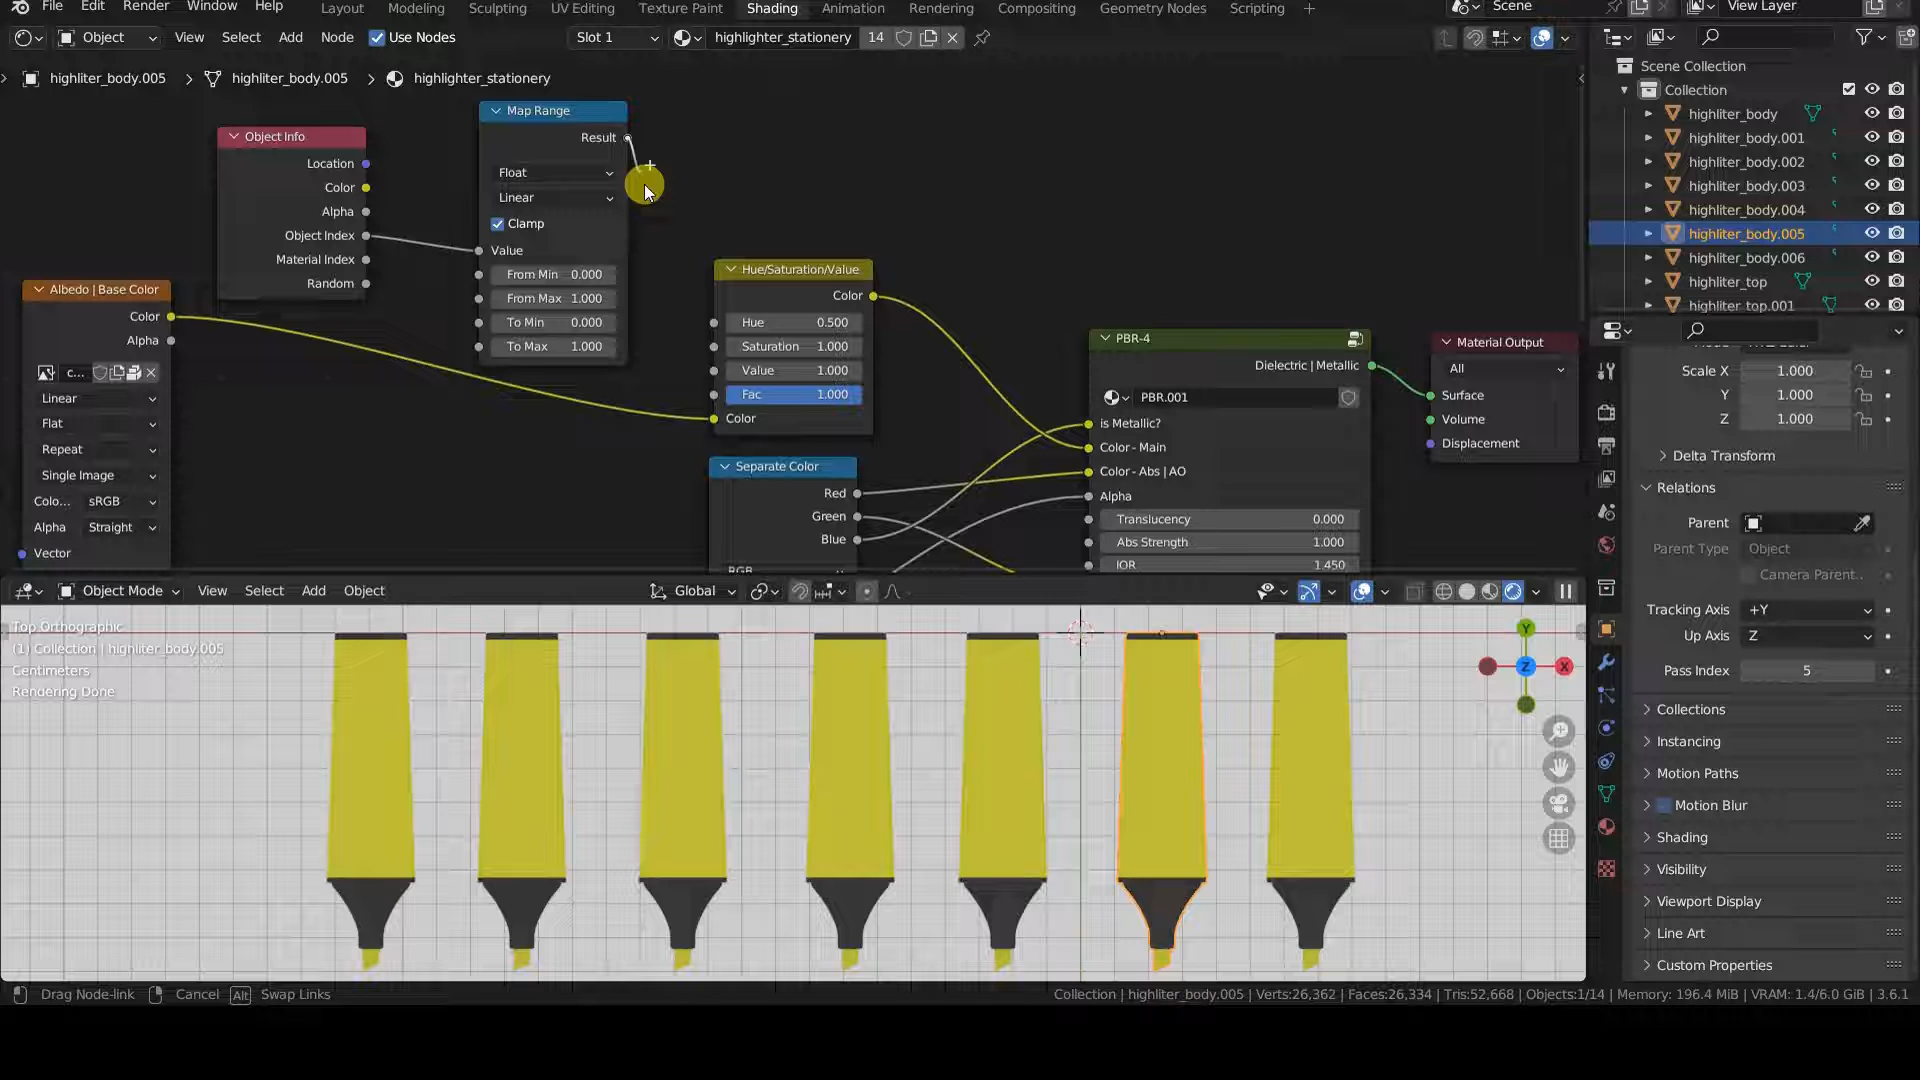 File Edit Render Window Help Layout Modeling Sculpting UV Editing Texture Paint Shading Animation Rendering Compositing Geometry Nodes Scripting + Scene View Layer
Object View Select Add Node Use Nodes Slot 1 highlighter_stationery 14
highliter_body.005 > highliter_body.005 > highlighter_stationery
Object Info
Location
Color
Alpha
Object Index
Material Index
Random
Map Range
Result
Float
Linear
Clamp
Value
From Min 0.000
From Max 1.000
To Min 0.000
To Max 1.000
Albedo | Base Color
Color
Alpha
c...
Linear
Flat
Repeat
Single Image
Colo... sRGB
Alpha Straight
Vector
Hue/Saturation/Value
Color
Hue 0.500
Saturation 1.000
Value 1.000
Fac 1.000
Color
Separate Color
Red
Green
Blue
RGB
PBR-4
Dielectric | Metallic
PBR.001
is Metallic?
Color - Main
Color - Abs | AO
Alpha
Translucency 0.000
Abs Strength 1.000
IOR 1.450
Material Output
All
Surface
Volume
Displacement
Scene Collection
Collection
highliter_body
highliter_body.001
highliter_body.002
highliter_body.003
highliter_body.004
highliter_body.005
highliter_body.006
highliter_top
highliter_top.001
Scale X 1.000
Y 1.000
Z 1.000
Delta Transform
Relations
Parent
Parent Type Object
Camera Parent..
Tracking Axis +Y
Up Axis Z
Pass Index 5
Collections
Instancing
Motion Paths
Motion Blur
Shading
Visibility
Viewport Display
Line Art
Custom Properties
Object Mode View Select Add Object Global
Top Orthographic
(1) Collection | highliter_body.005
Centimeters
Rendering Done
Y
Z X
Drag Node-link Cancel Alt Swap Links Collection | highliter_body.005 | Verts:26,362 | Faces:26,334 | Tris:52,668 | Objects:1/14 | Memory: 196.4 MiB | VRAM: 1.4/6.0 GiB | 3.6.1